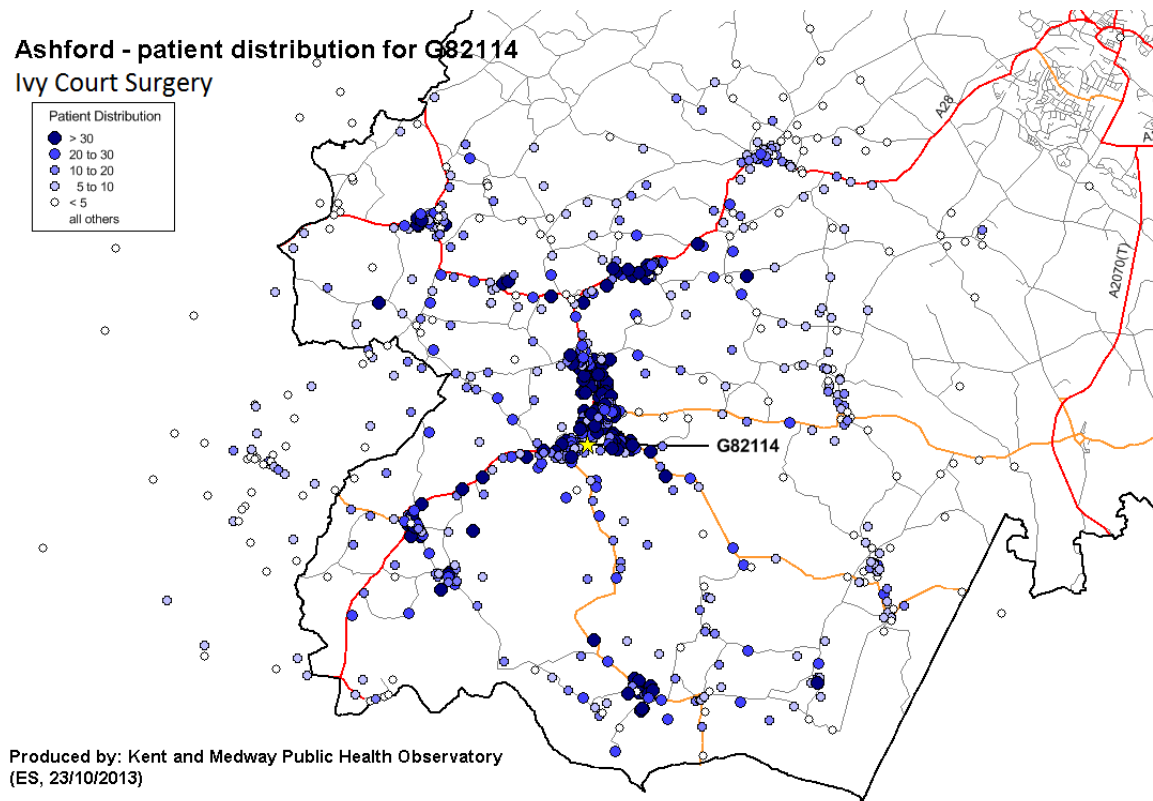 Ashford - patient distribution for G82114
Ivy Court Surgery
Patient Distribution
> 30
20 to 30
10 to 20
5 to 10
< 5
all others
A28
A2070(T)
G82114
Produced by: Kent and Medway Public Health Observatory
(ES, 23/10/2013)